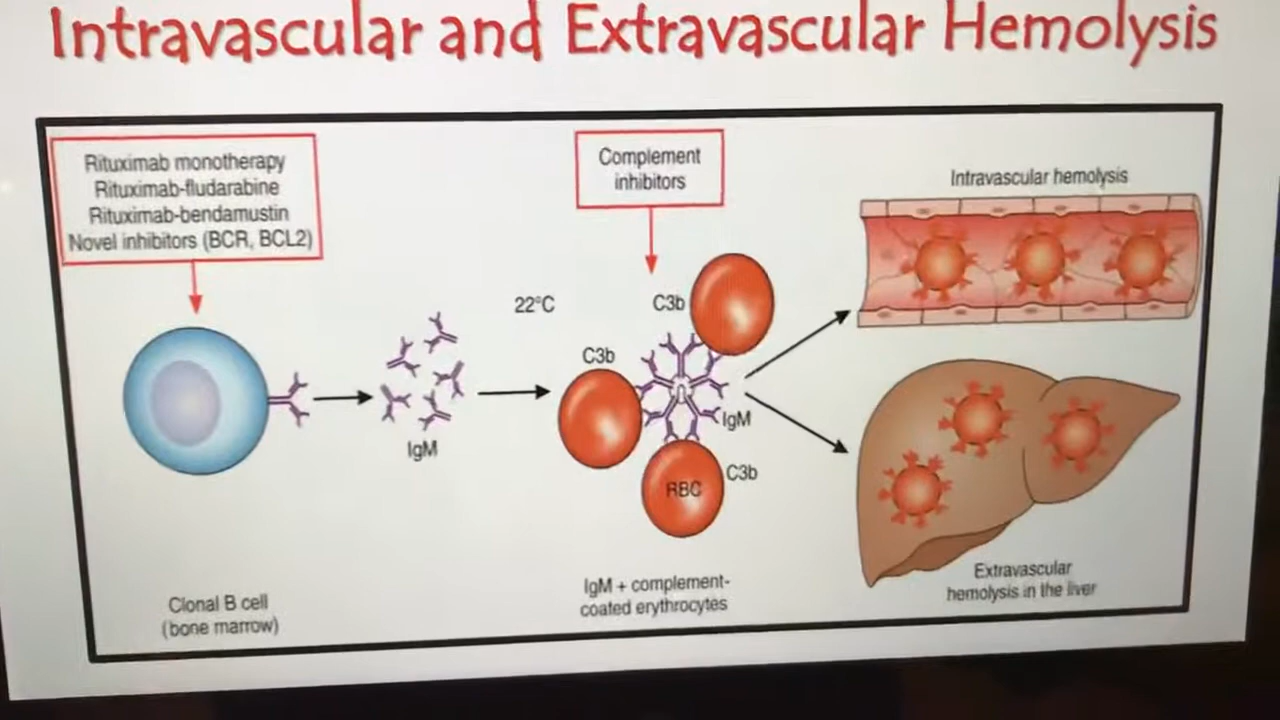 Intravascular and Extravascular Hemolysis
Rituximab monotherapy
Rituximab-fludarabine
Rituximab-bendamustin
Novel inhibitors (BCR, BCL2)
Complement
inhibitors
Intravascular hemolysis
22°C
C3b
C3b
IgM
IgM
C3b
RBC
Clonal B cell
(bone marrow)
IgM + complement-
coated erythrocytes
Extravascular
hemolysis in the liver